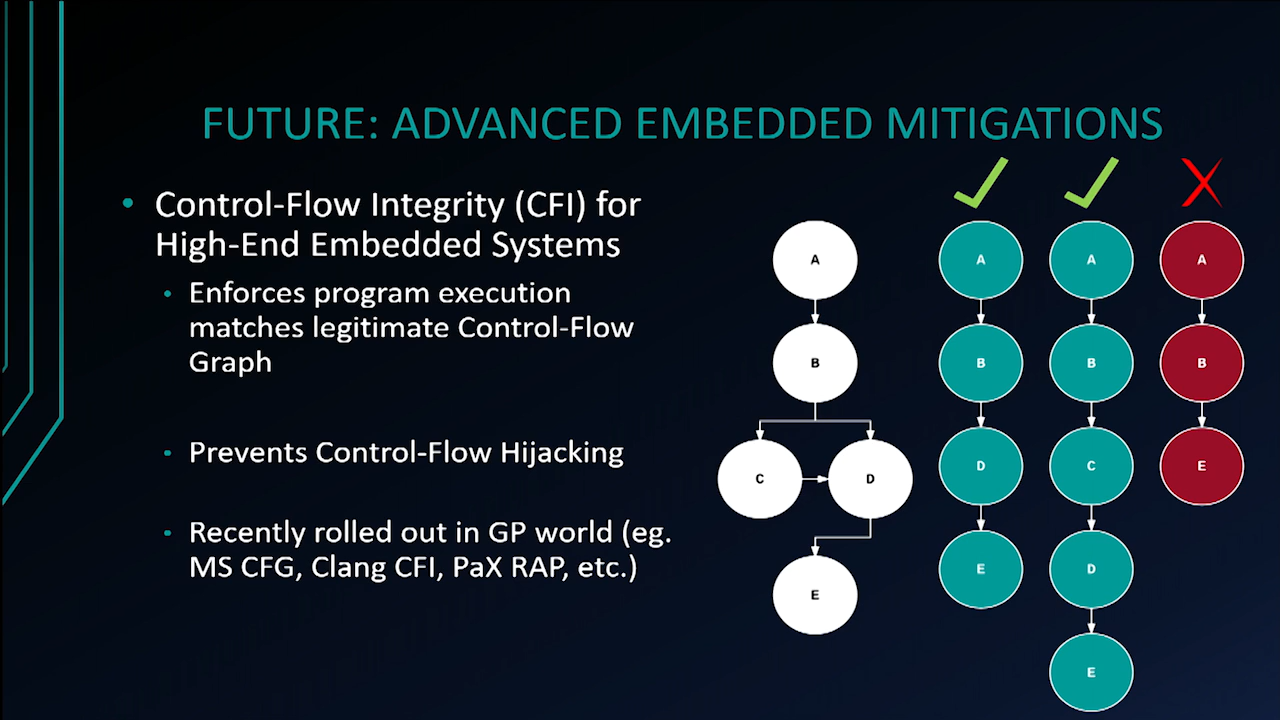 FUTURE: ADVANCED EMBEDDED MITIGATIONS
Control-Flow Integrity (CFI) for
High-End Embedded Systems
Enforces program execution
matches legitimate Control-Flow
Graph
Prevents Control-Flow Hijacking
Recently rolled out in GP world (eg.
MS CFG, Clang CFI, PaX RAP, etc.)
A
B
C
D
E
A
B
D
E
A
B
C
D
E
A
B
E